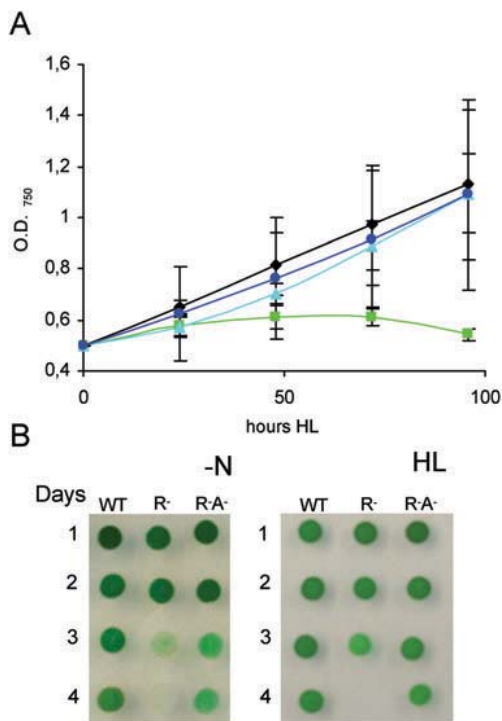 A
1,6
1,4
1,2
1
0,8
0,6
0,4
O.D. 750
0 50 100
hours HL
B
-N HL
Days WT R- R-A- WT R- R-A-
1 1
2 2
3 3
4 4